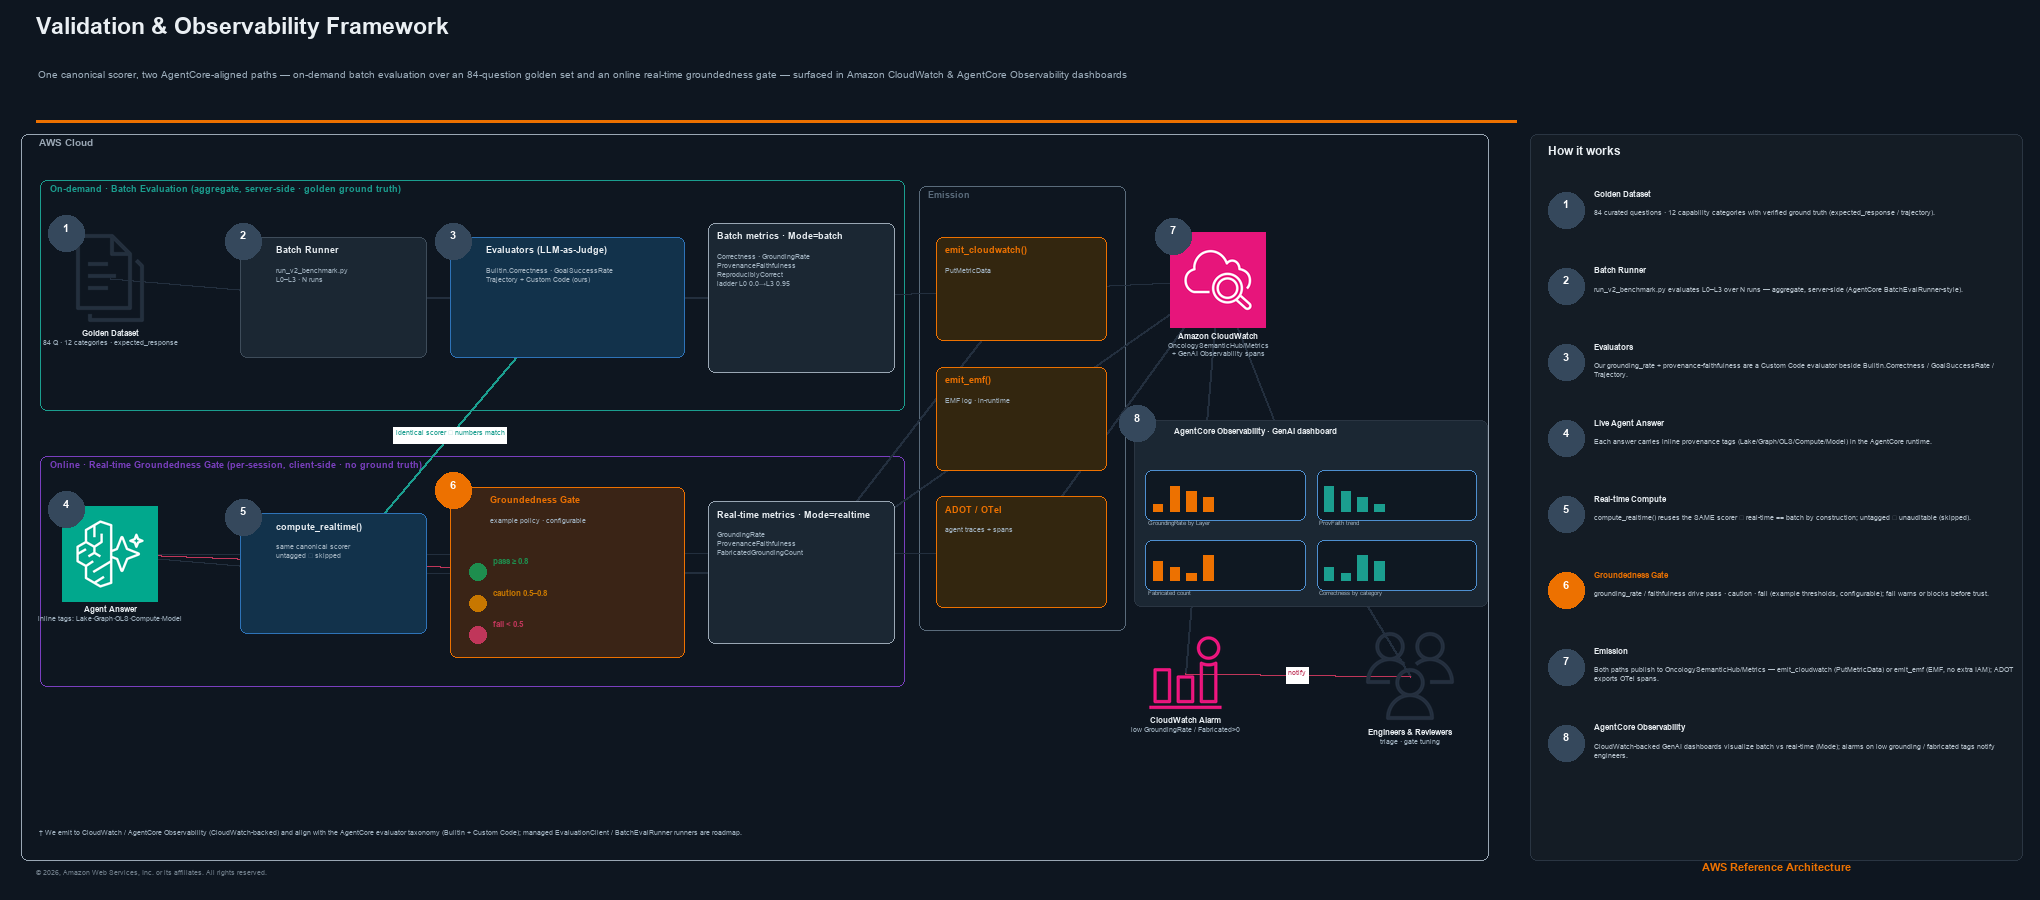 Validation & Observability Framework
One canonical scorer, two AgentCore-aligned paths — on-demand batch evaluation over an 84-question golden set and an online real-time groundedness gate — surfaced in Amazon CloudWatch & AgentCore Observability dashboards
AWS Cloud
On-demand · Batch Evaluation (aggregate, server-side · golden ground truth)
1
Golden Dataset
84 Q · 12 categories · expected_response
2
Batch Runner
run_v2_benchmark.py
L0–L3 · N runs
3
Evaluators (LLM-as-Judge)
Builtin.Correctness · GoalSuccessRate
Trajectory + Custom Code (ours)
Batch metrics · Mode=batch
Correctness · GroundingRate
ProvenanceFaithfulness
ReproduciblyCorrect
ladder L0 0.0→L3 0.95
identical scorer □ numbers match
Online · Real-time Groundedness Gate (per-session, client-side · no ground truth)
4
Agent Answer
inline tags: Lake·Graph·OLS·Compute·Model
5
compute_realtime()
same canonical scorer
untagged □ skipped
6
Groundedness Gate
example policy · configurable
pass ≥ 0.8
caution 0.5–0.8
fail < 0.5
Real-time metrics · Mode=realtime
GroundingRate
ProvenanceFaithfulness
FabricatedGroundingCount
Emission
emit_cloudwatch()
PutMetricData
emit_emf()
EMF log · in-runtime
ADOT / OTel
agent traces + spans
7
Amazon CloudWatch
OncologySemanticHub/Metrics
+ GenAI Observability spans
8
AgentCore Observability · GenAI dashboard
GroundingRate by Layer
ProvFaith trend
Fabricated count
Correctness by category
CloudWatch Alarm
low GroundingRate / Fabricated>0
notify
Engineers & Reviewers
triage · gate tuning
† We emit to CloudWatch / AgentCore Observability (CloudWatch-backed) and align with the AgentCore evaluator taxonomy (Builtin + Custom Code); managed EvaluationClient / BatchEvalRunner runners are roadmap.
© 2026, Amazon Web Services, Inc. or its affiliates. All rights reserved.
How it works
1
Golden Dataset
84 curated questions · 12 capability categories with verified ground truth (expected_response / trajectory).
2
Batch Runner
run_v2_benchmark.py evaluates L0–L3 over N runs — aggregate, server-side (AgentCore BatchEvalRunner-style).
3
Evaluators
Our grounding_rate + provenance-faithfulness are a Custom Code evaluator beside Builtin.Correctness / GoalSuccessRate /
Trajectory.
4
Live Agent Answer
Each answer carries inline provenance tags (Lake/Graph/OLS/Compute/Model) in the AgentCore runtime.
5
Real-time Compute
compute_realtime() reuses the SAME scorer □ real-time == batch by construction; untagged □ unauditable (skipped).
6
Groundedness Gate
grounding_rate / faithfulness drive pass · caution · fail (example thresholds, configurable); fail warns or blocks before trust.
7
Emission
Both paths publish to OncologySemanticHub/Metrics — emit_cloudwatch (PutMetricData) or emit_emf (EMF, no extra IAM); ADOT
exports OTel spans.
8
AgentCore Observability
CloudWatch-backed GenAI dashboards visualize batch vs real-time (Mode); alarms on low grounding / fabricated tags notify
engineers.
AWS Reference Architecture